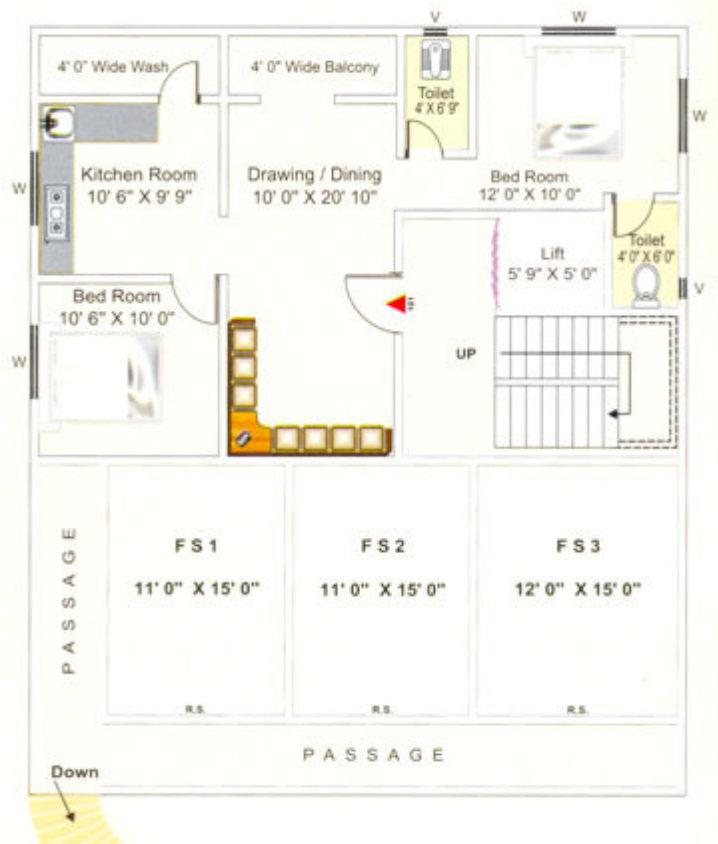 V
W
4' 0" Wide Wash
4' 0" Wide Balcony
Toilet
4' X 6' 9"
W
W
Kitchen Room
10' 6" X 9' 9"
Drawing / Dining
10' 0" X 20' 10"
Bed Room
12' 0" X 10' 0"
Toilet
4' 0" X 6' 0"
Lift
5' 9" X 5' 0"
V
Bed Room
10' 6" X 10' 0"
101
W
UP
PASSAGE
F S 1
11' 0" X 15' 0"
R.S.
F S 2
11' 0" X 15' 0"
R.S.
F S 3
12' 0" X 15' 0"
R.S.
PASSAGE
Down